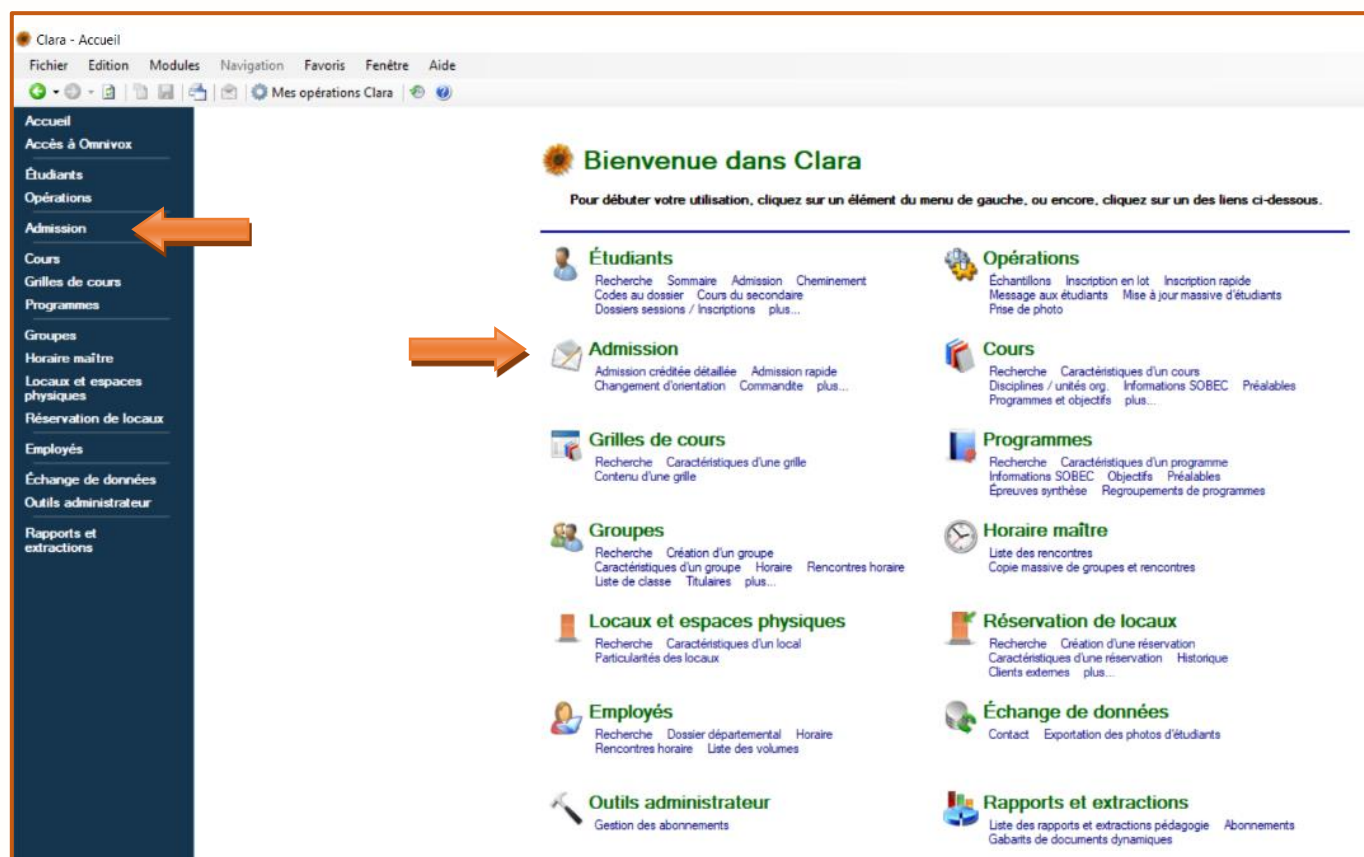 Clara - Accueil
Fichier Edition Modules Navigation Favoris Fenêtre Aide
Mes opérations Clara
Accueil
Accès à Omnivox
Étudiants
Opérations
Admission
Cours
Grilles de cours
Programmes
Groupes
Horaire maître
Locaux et espaces
physiques
Réservation de locaux
Employés
Échange de données
Outils administrateur
Rapports et
extractions
Bienvenue dans Clara
Pour débuter votre utilisation, cliquez sur un élément du menu de gauche, ou encore, cliquez sur un des liens ci-dessous.
Étudiants
Recherche Sommaire Admission Cheminement
Codes au dossier Cours du secondaire
Dossiers sessions / Inscriptions plus...
Opérations
Échantillons Inscription en lot Inscription rapide
Message aux étudiants Mise à jour massive d'étudiants
Prise de photo
Admission
Admission créditée détaillée Admission rapide
Changement d'orientation Commandite plus...
Cours
Recherche Caractéristiques d'un cours
Disciplines / unités org. Informations SOBEC Préalables
Programmes et objectifs plus...
Grilles de cours
Recherche Caractéristiques d'une grille
Contenu d'une grille
Programmes
Recherche Caractéristiques d'un programme
Informations SOBEC Objectifs Préalables
Épreuves synthèse Regroupements de programmes
Groupes
Recherche Création d'un groupe
Caractéristiques d'un groupe Horaire Rencontres horaire
Liste de classe Titulaires plus...
Horaire maître
Liste des rencontres
Copie massive de groupes et rencontres
Locaux et espaces physiques
Recherche Caractéristiques d'un local
Particularités des locaux
Réservation de locaux
Recherche Création d'une réservation
Caractéristiques d'une réservation Historique
Clients externes plus...
Employés
Recherche Dossier départemental Horaire
Rencontres horaire Liste des volumes
Échange de données
Contact Exportation des photos d'étudiants
Outils administrateur
Gestion des abonnements
Rapports et extractions
Liste des rapports et extractions pédagogie Abonnements
Gabarits de documents dynamiques